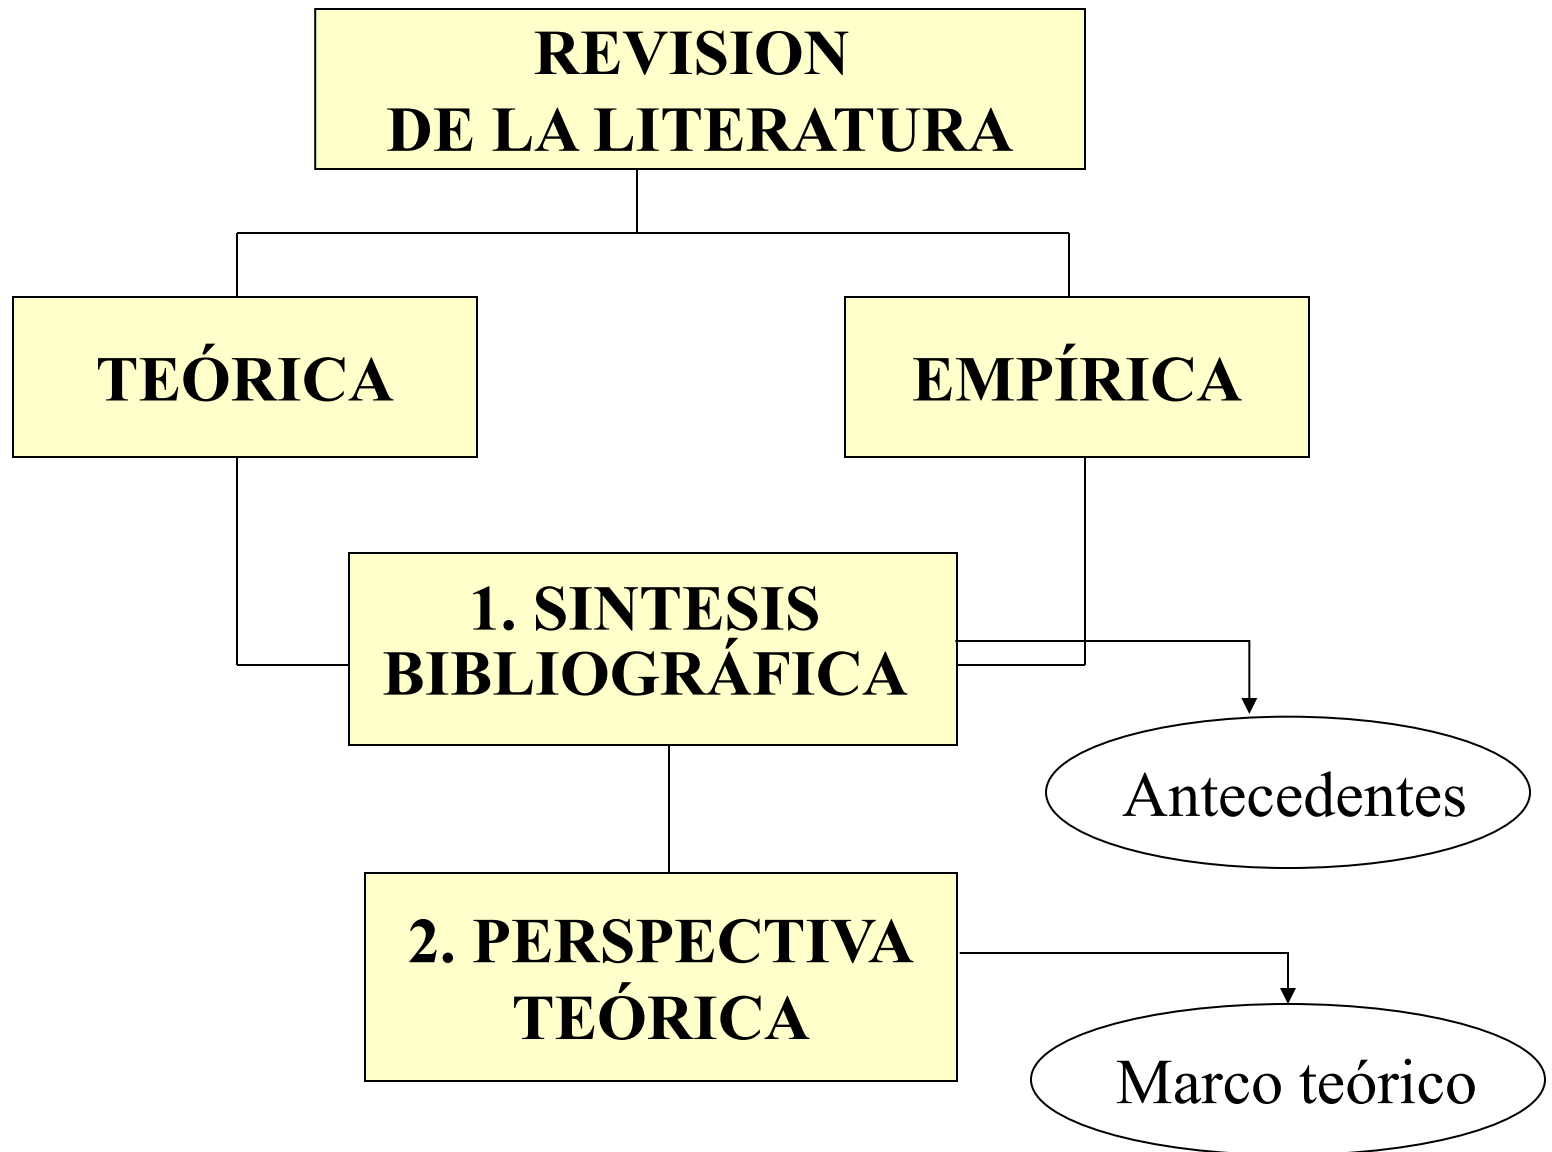 REVISION
DE LA LITERATURA
TEÓRICA
EMPÍRICA
1. SINTESIS
BIBLIOGRÁFICA
Antecedentes
2. PERSPECTIVA
TEÓRICA
Marco teórico